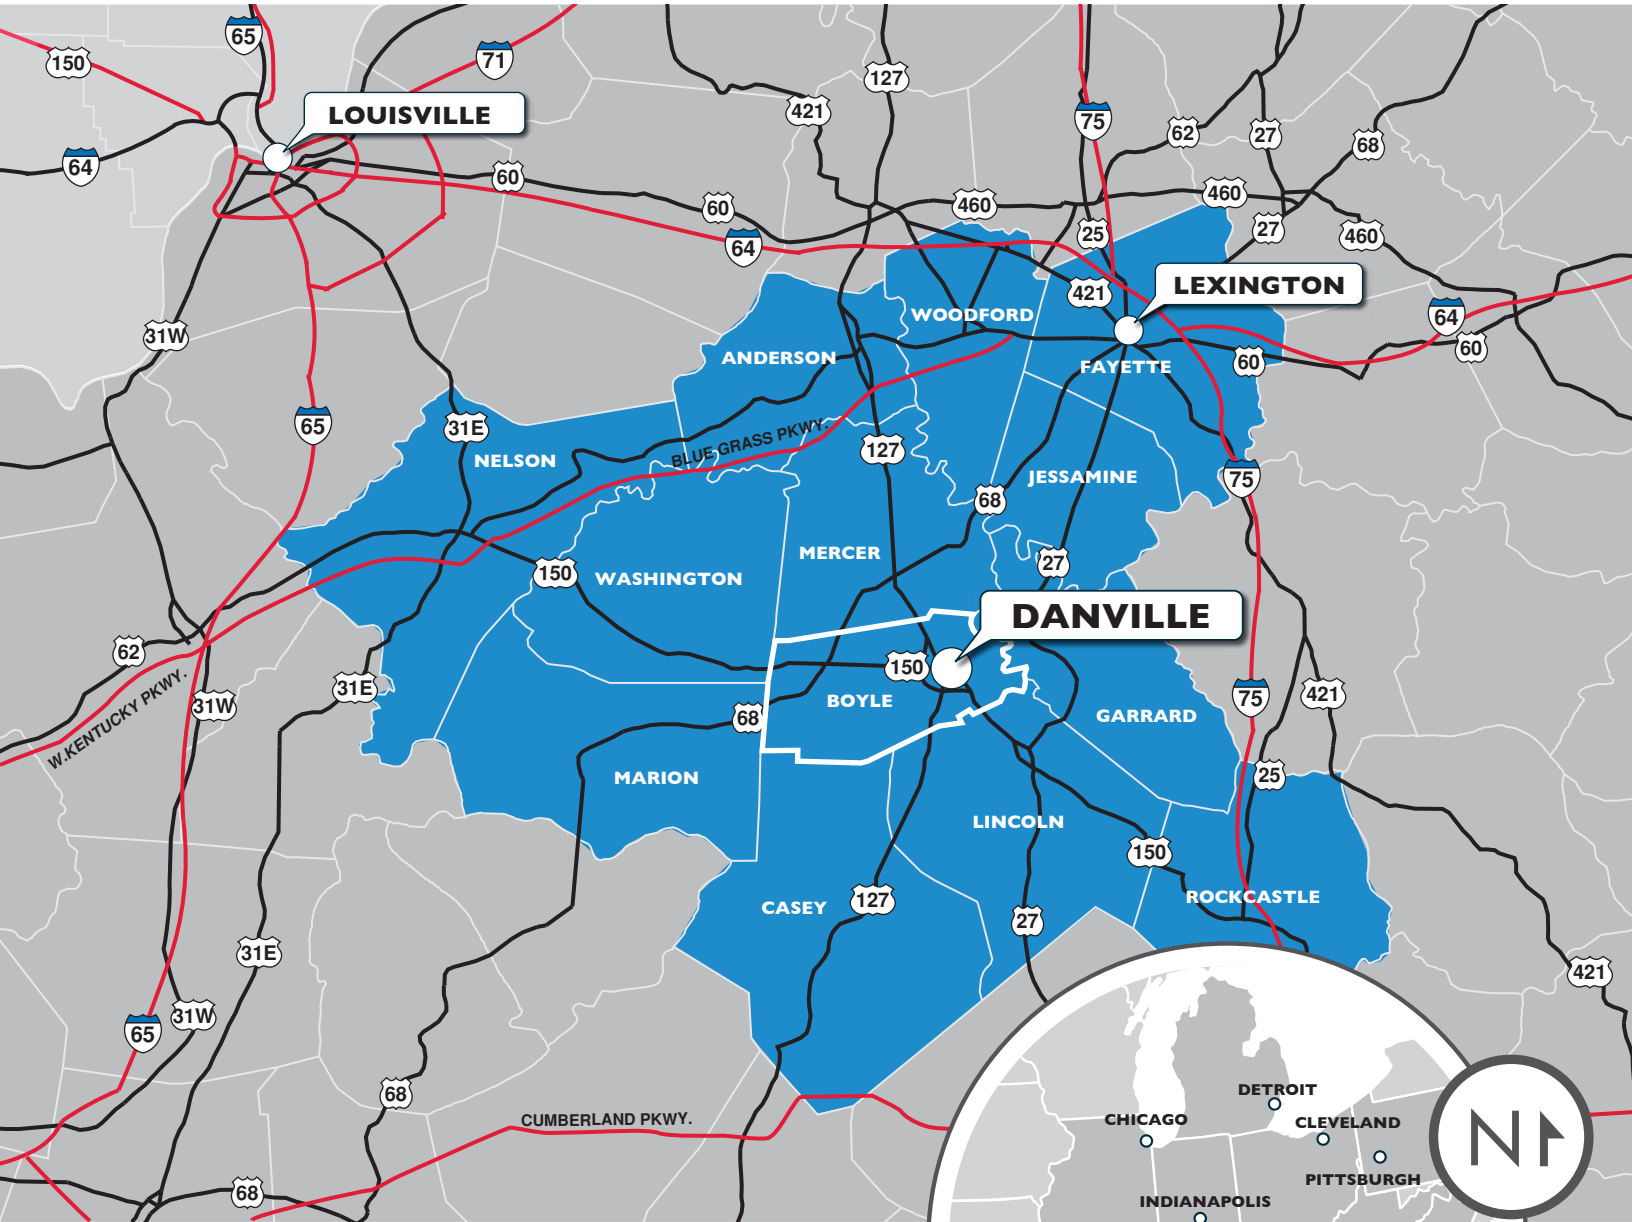 65
150
71
127
421
LOUISVILLE
75
62
27
68
64
60
460
60
460
64
25
27
460
LEXINGTON
421
WOODFORD
64
31W
60
60
ANDERSON
FAYETTE
65
31E
BLUE GRASS PKWY.
127
NELSON
JESSAMINE
75
68
MERCER
27
150
WASHINGTON
DANVILLE
62
150
31E
75
421
BOYLE
31W
68
GARRARD
W.KENTUCKY PKWY.
25
MARION
LINCOLN
150
ROCKCASTLE
CASEY
127
27
31E
421
31W
65
DETROIT
68
CHICAGO
CUMBERLAND PKWY.
CLEVELAND
N
PITTSBURGH
68
INDIANAPOLIS